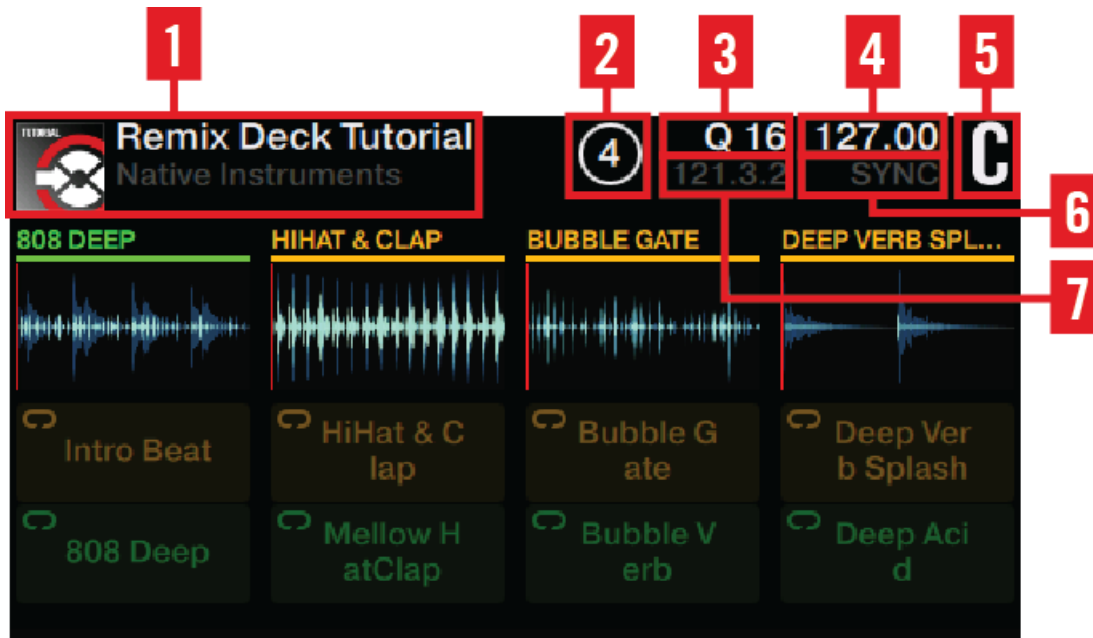 1 2 3 4 5
TUTORIAL Remix Deck Tutorial 4 Q 16 127.00 C
Native Instruments 121.3.2 SYNC
6
808 DEEP HIHAT & CLAP BUBBLE GATE DEEP VERB SPL...
7
Intro Beat HiHat & C Bubble G Deep Ver
lap ate b Splash
808 Deep Mellow H Bubble V Deep Aci
atClap erb d